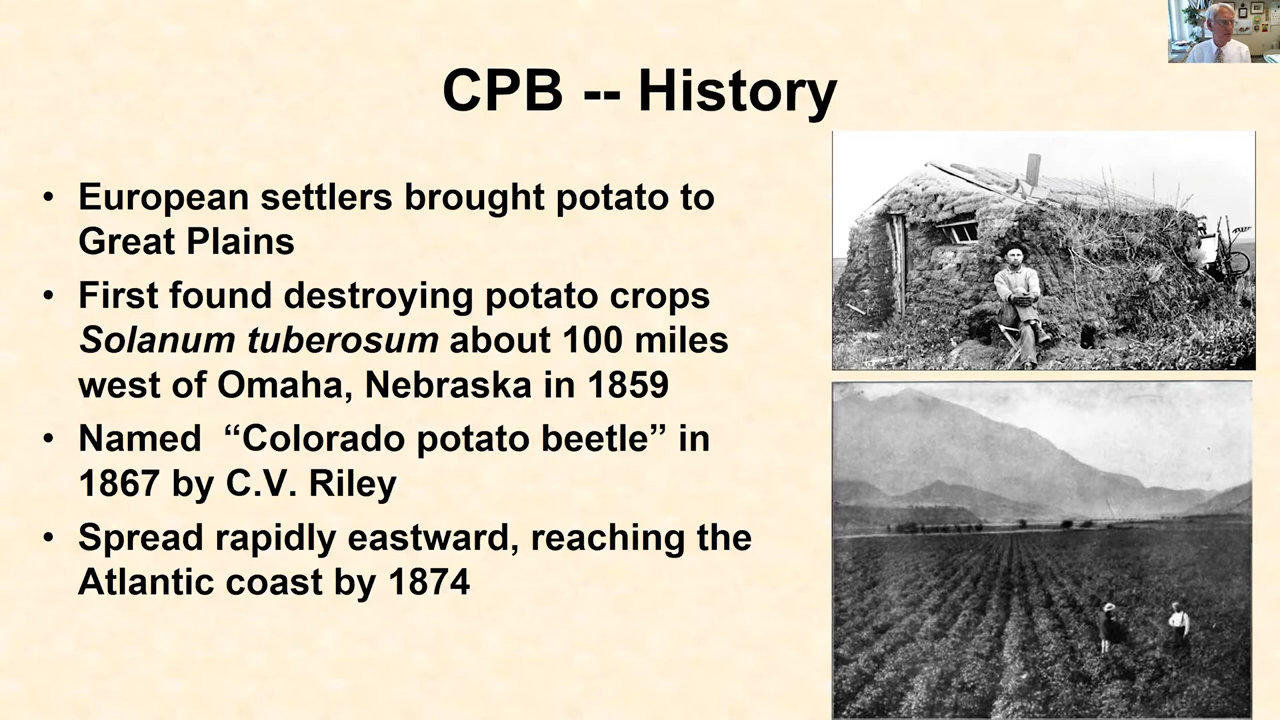 CPB -- History
• European settlers brought potato to
Great Plains
• First found destroying potato crops
Solanum tuberosum about 100 miles
west of Omaha, Nebraska in 1859
• Named “Colorado potato beetle” in
1867 by C.V. Riley
• Spread rapidly eastward, reaching the
Atlantic coast by 1874